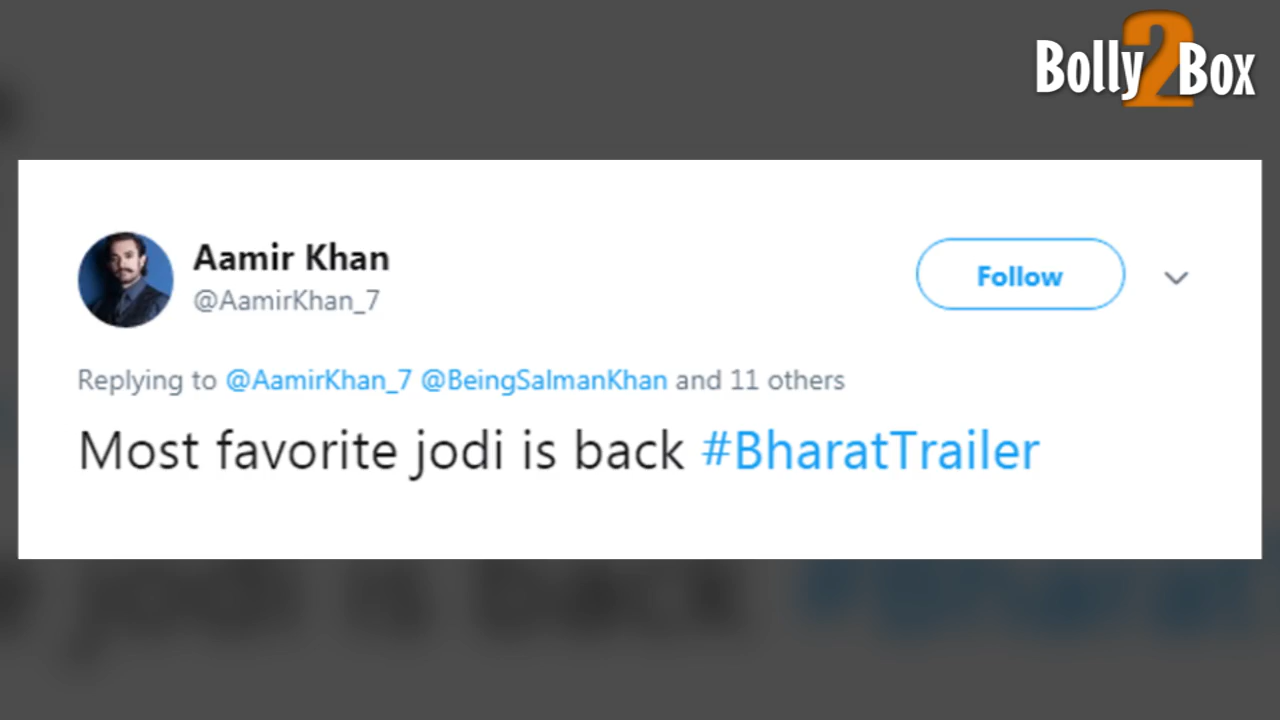 Bolly2Box
Aamir Khan
@AamirKhan_7
Follow
Replying to @AamirKhan_7 @BeingSalmanKhan and 11 others
Most favorite jodi is back #BharatTrailer